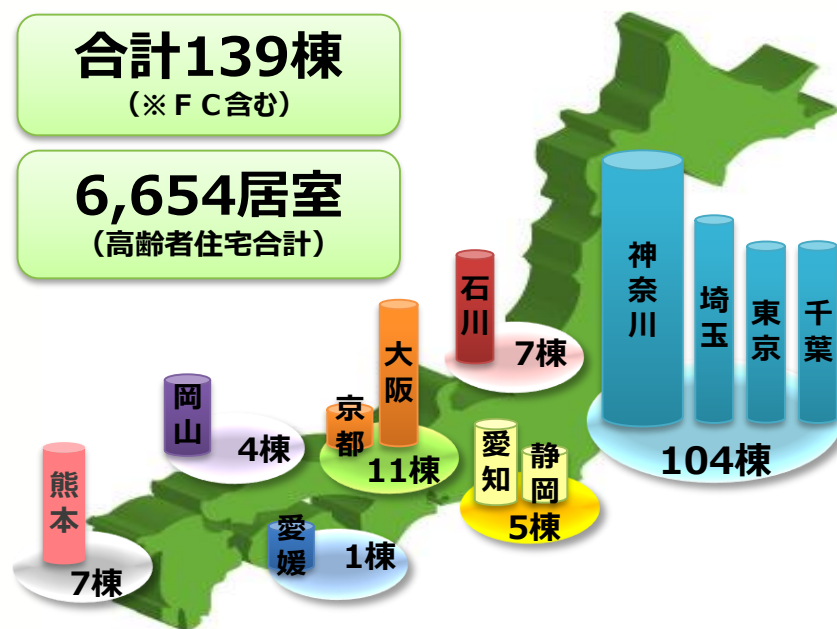 合計139棟
（※ＦＣ含む）
6,654居室
（高齢者住宅合計）
神奈川
埼玉
東京
千葉
104棟
石川
7棟
大阪
京都
11棟
愛知
静岡
5棟
岡山
4棟
愛媛
1棟
熊本
7棟